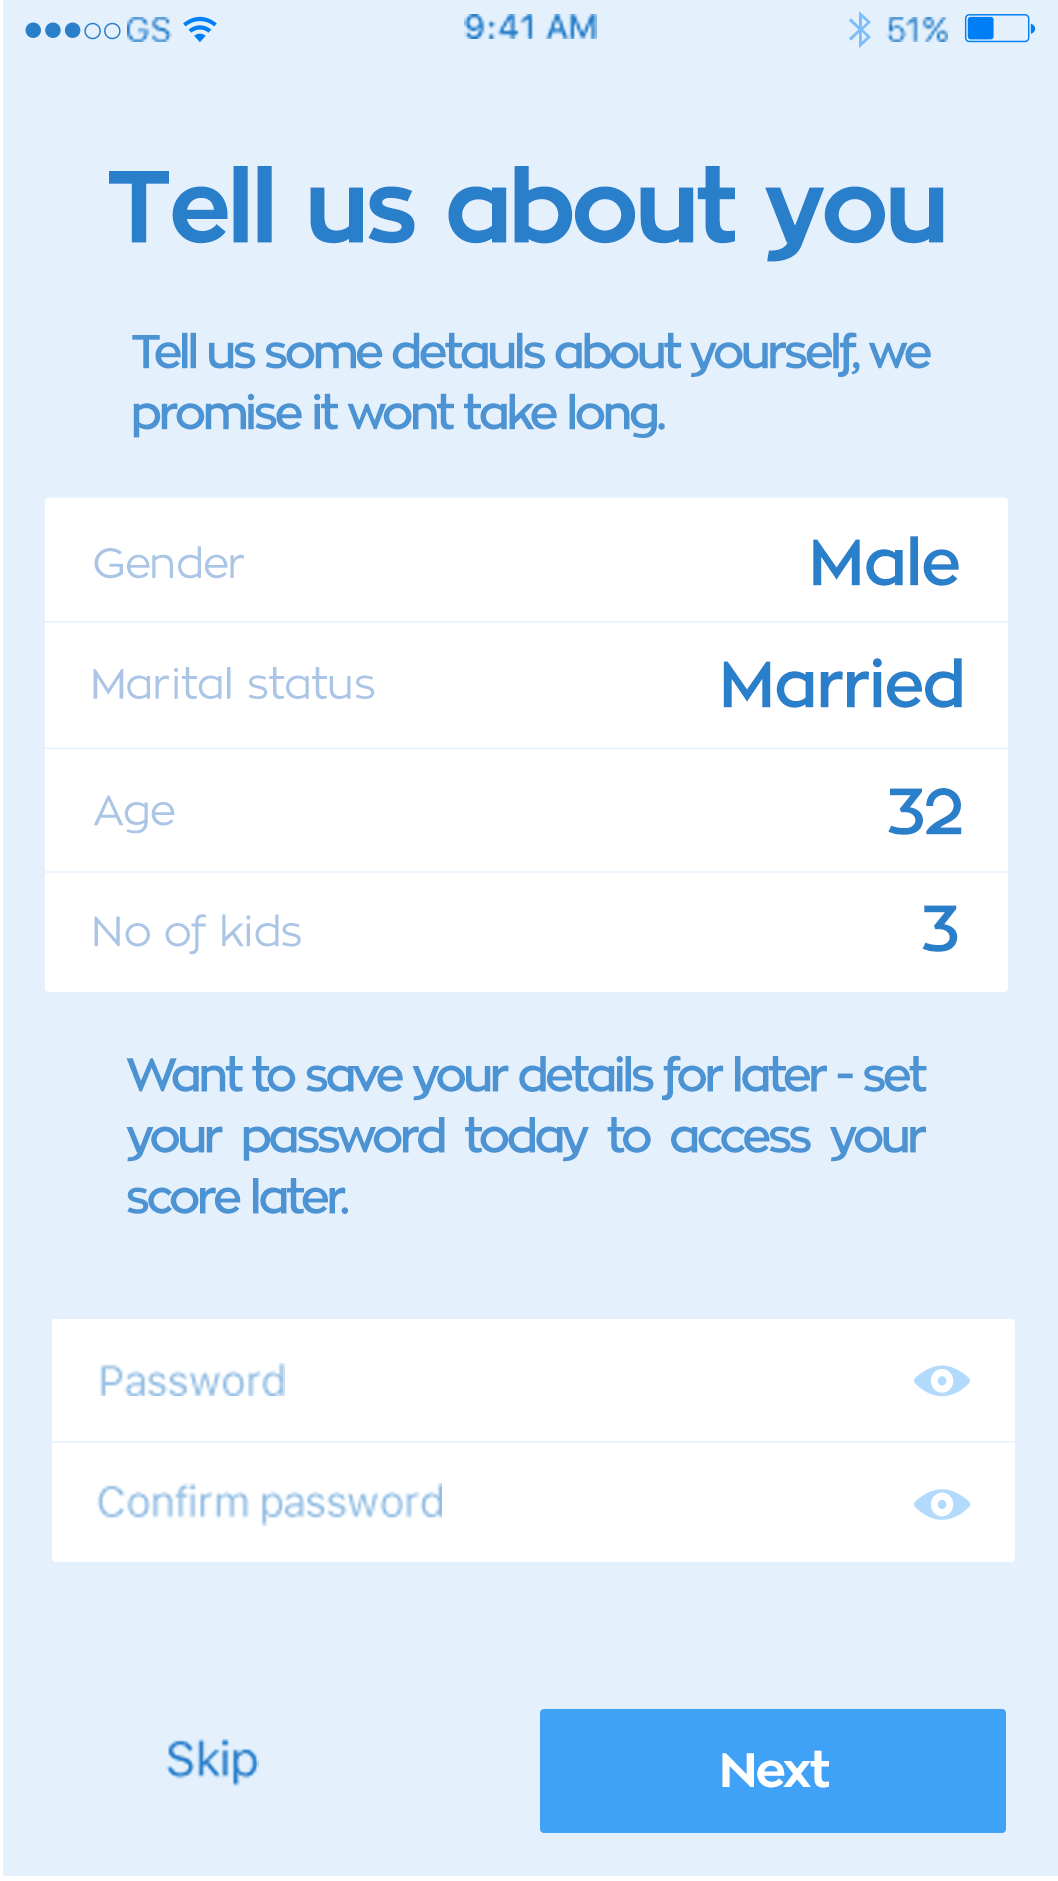 GS 9:41 AM 51%
Tell us about you
Tell us some detauls about yourself, we
promise it wont take long.
Gender Male
Marital status Married
Age 32
No of kids 3
Want to save your details for later - set
your password today to access your
score later.
Password
Confirm password
Skip Next